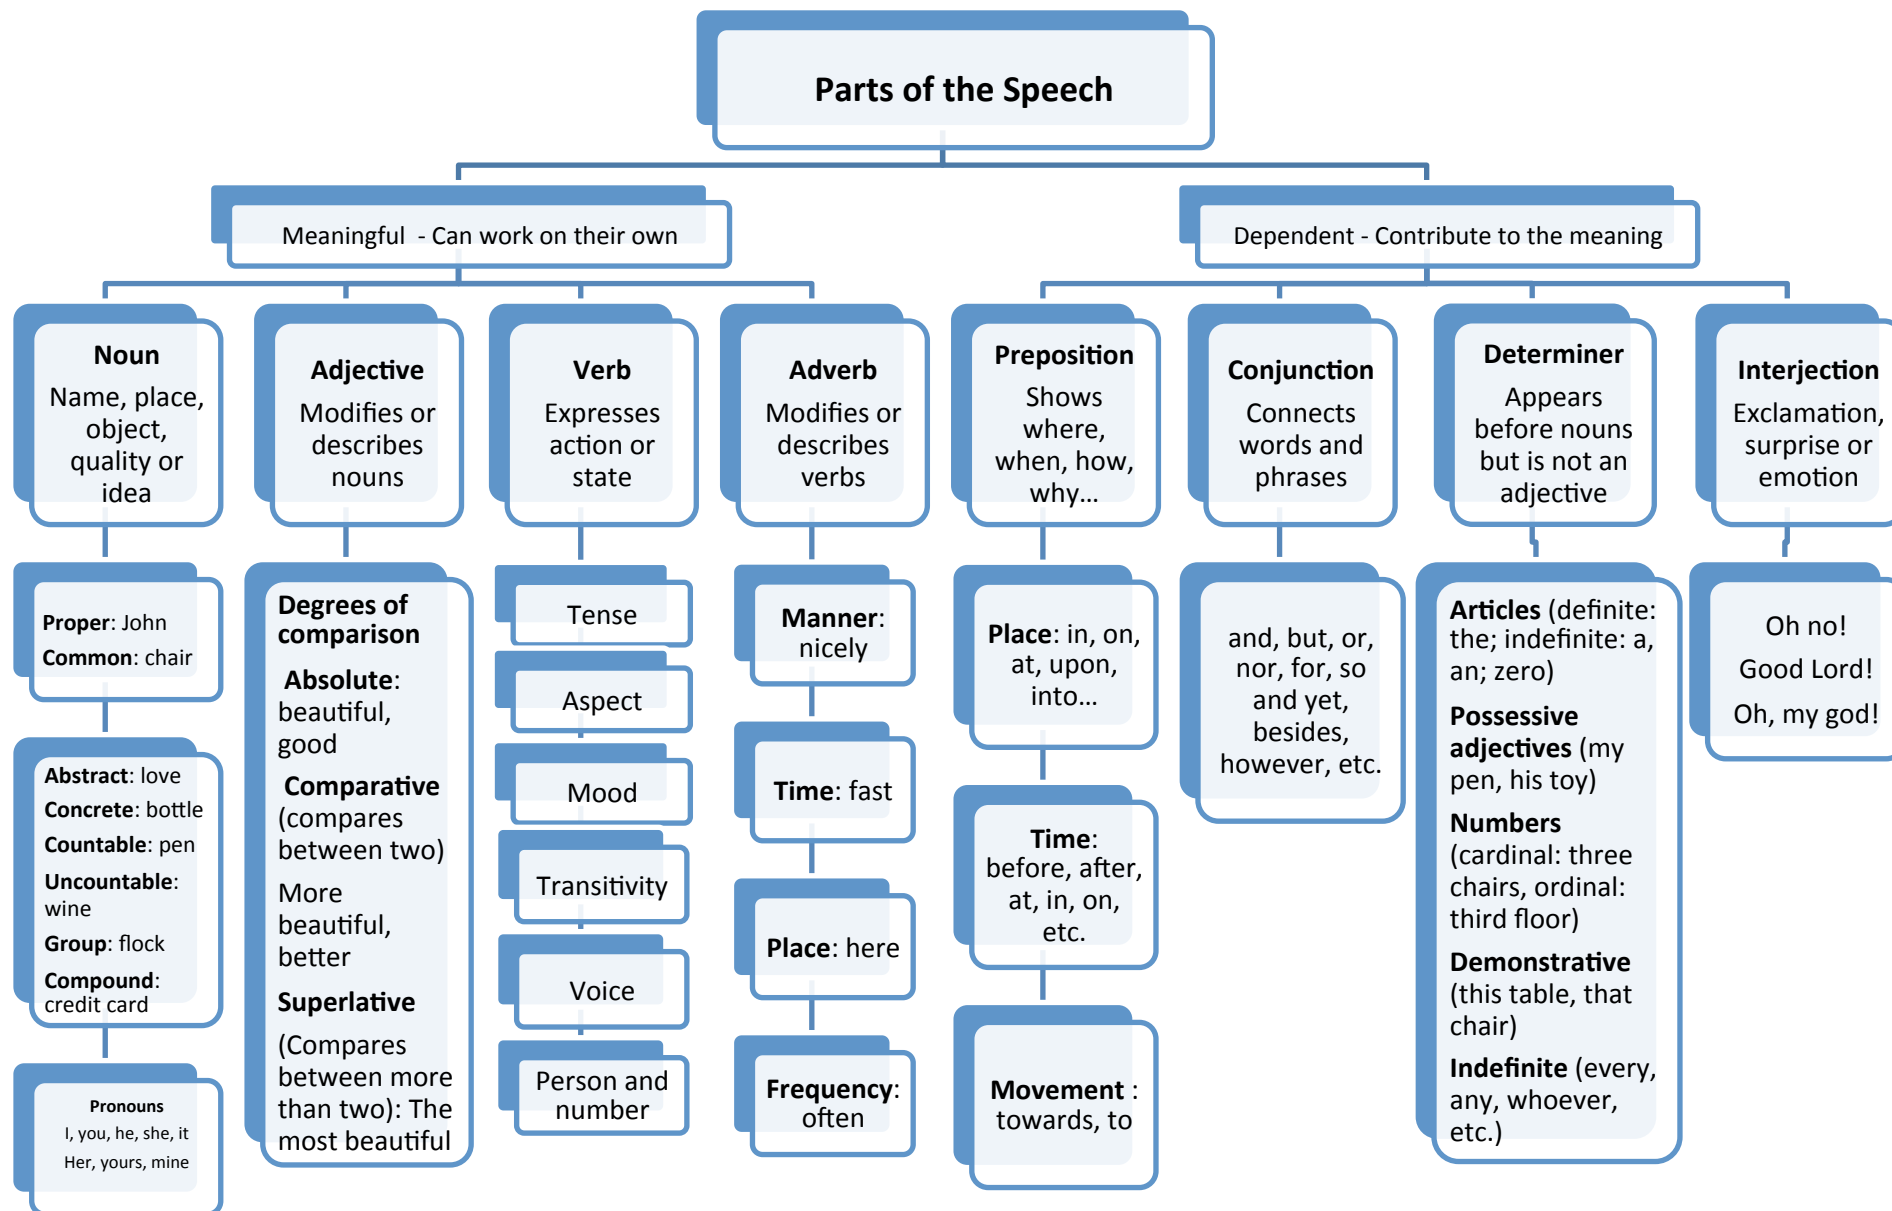 Parts of the Speech
Meaningful  - Can work on their own
Dependent - Contribute to the meaning
Noun
Name, place,
object,
quality or
idea
Adjective
Modifies or
describes
nouns
Verb
Expresses
action or
state
Adverb
Modifies or
describes
verbs
Preposition
Shows
where,
when, how,
why...
Conjunction
Connects
words and
phrases
Determiner
Appears
before nouns
but is not an
adjective
Interjection
Exclamation,
surprise or
emotion
Proper: John
Common: chair
Abstract: love
Concrete: bottle
Countable: pen
Uncountable:
wine
Group: flock
Compound:
credit card
Pronouns
I, you, he, she, it
Her, yours, mine
Degrees of
comparison
Absolute:
beautiful,
good
Comparative
(compares
between two)
More
beautiful,
better
Superlative
(Compares
between more
than two): The
most beautiful
Tense
Aspect
Mood
Transitivity
Voice
Person and
number
Manner:
nicely
Time: fast
Place: here
Frequency:
often
Place: in, on,
at, upon,
into...
Time:
before, after,
at, in, on,
etc.
Movement :
towards, to
and, but, or,
nor, for, so
and yet,
besides,
however, etc.
Articles (definite:
the; indefinite: a,
an; zero)
Possessive
adjectives (my
pen, his toy)
Numbers
(cardinal: three
chairs, ordinal:
third floor)
Demonstrative
(this table, that
chair)
Indefinite (every,
any, whoever,
etc.)
Oh no!
Good Lord!
Oh, my god!